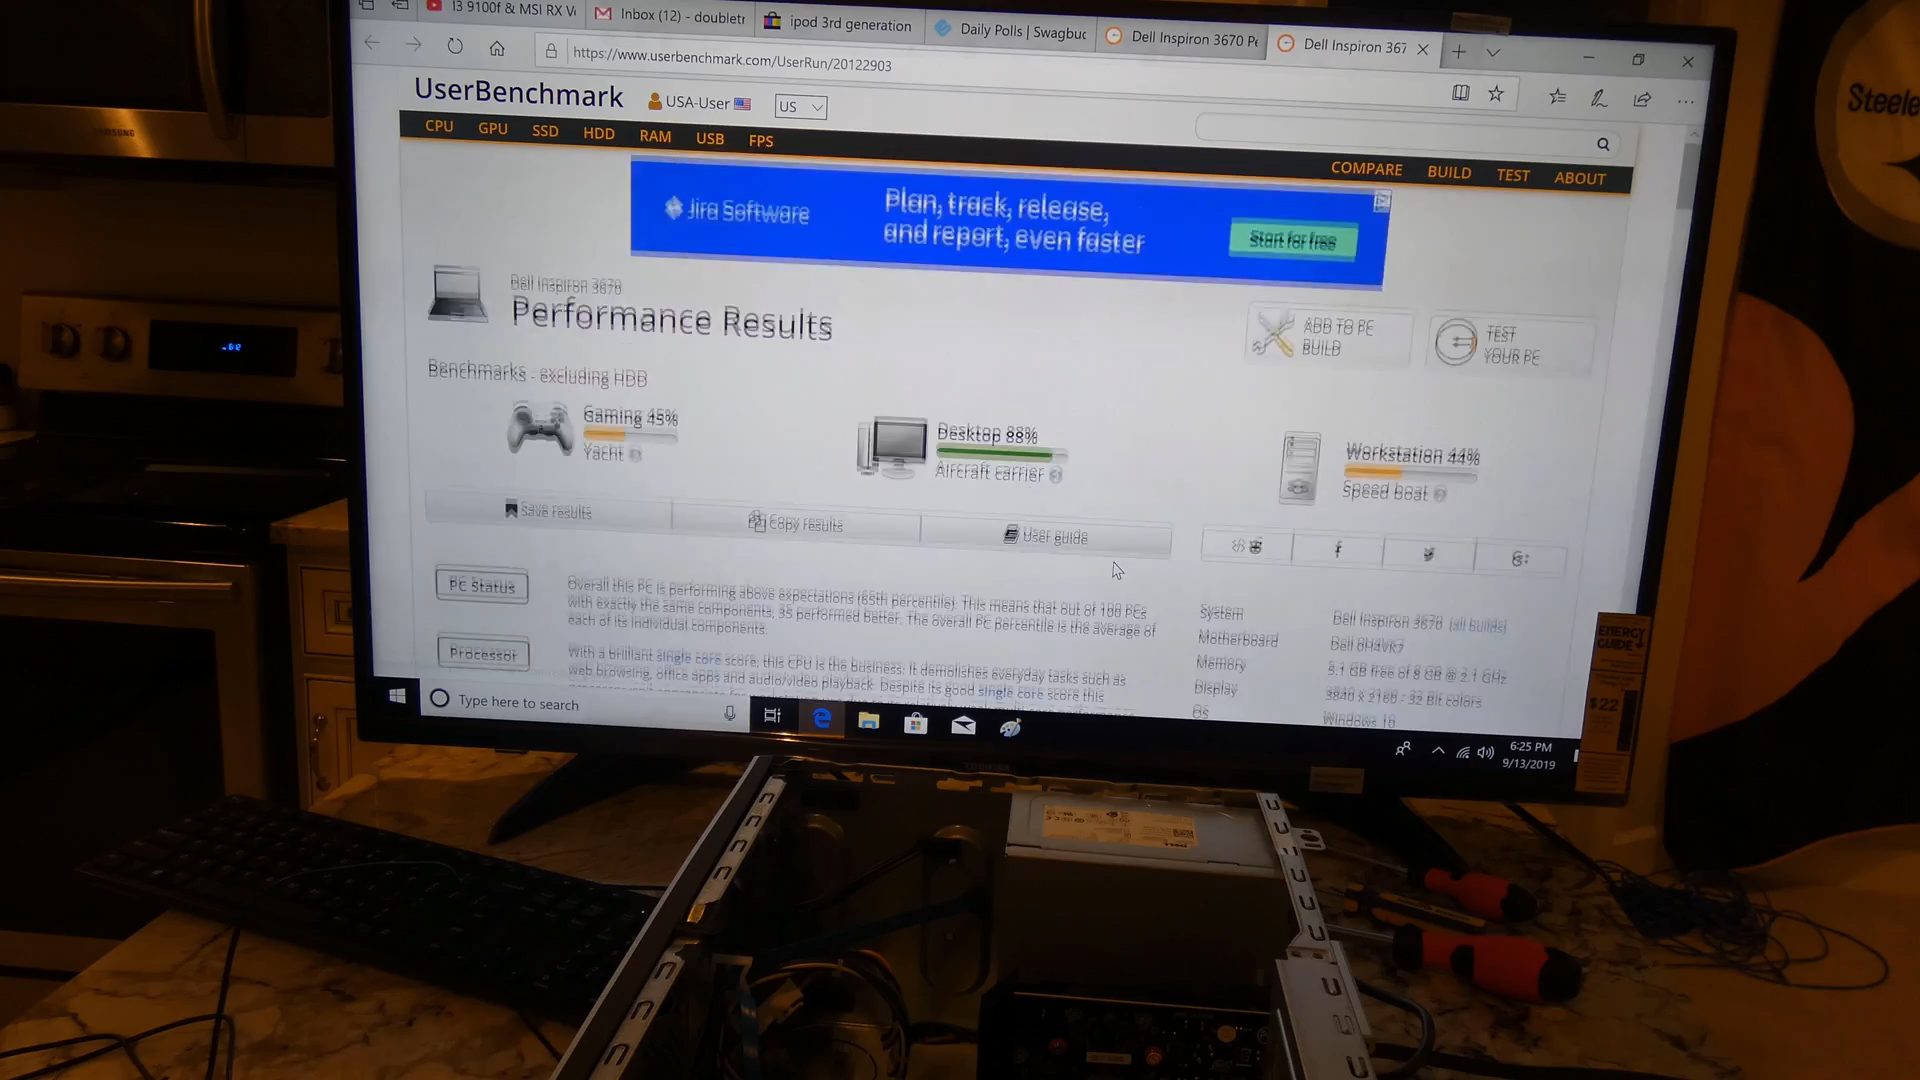 I3 9100f & MSI RX V
Inbox (12) - doubletr
ipod 3rd generation
Daily Polls | Swagbuc
Dell Inspiron 3670 Pe
Dell Inspiron 367
https://www.userbenchmark.com/UserRun/20122903
UserBenchmark
USA-User
US
CPU
GPU
SSD
HDD
RAM
USB
FPS
COMPARE
BUILD
TEST
ABOUT
Jira Software
Plan, track, release,
and report, even faster
Start for free
Dell Inspiron 3670
Performance Results
ADD TO PC
BUILD
TEST
YOUR PC
Benchmarks - excluding HDD
Gaming 45%
Yacht
Desktop 88%
Aircraft carrier
Workstation 44%
Speed boat
Save results
Copy results
User guide
PC Status
Overall this PC is performing above expectations (65th percentile). This means that out of 100 PCs
with exactly the same components, 35 performed better. The overall PC percentile is the average of
each of its individual components.
Processor
With a brilliant single core score, this CPU is the business: It demolishes everyday tasks such as
web browsing, office apps and audio/video playback. Despite its good single core score this
System
Dell Inspiron 3670 (all builds)
Motherboard
Dell 0H4VK7
Memory
5.1 GB free of 8 GB @ 2.1 GHz
Display
3840 x 2160 - 32 Bit colors
OS
Windows 10
Type here to search
6:25 PM
9/13/2019
TOSHIBA
SAMSUNG
Steele
ENERGY
GUIDE
$22
DELL